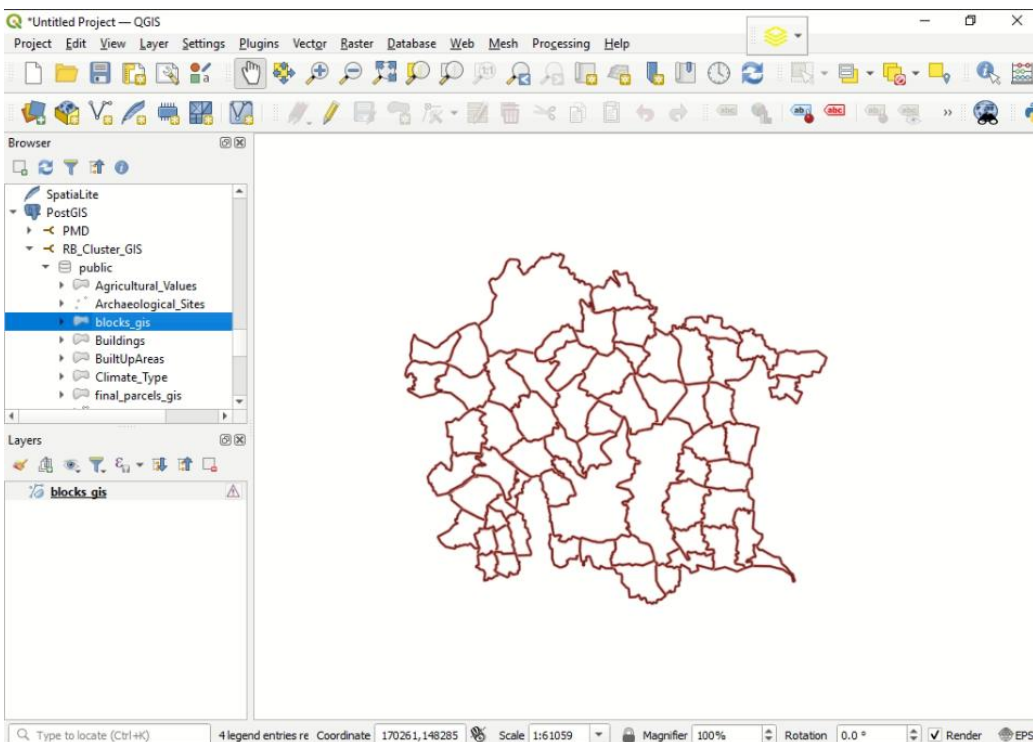 *Untitled Project — QGIS
Project Edit View Layer Settings Plugins Vector Raster Database Web Mesh Processing Help
Browser
SpatiaLite
PostGIS
PMD
RB_Cluster_GIS
public
Agricultural_Values
Archaeological_Sites
blocks_gis
Buildings
BuiltUpAreas
Climate_Type
final_parcels_gis
Layers
blocks_gis
Type to locate (Ctrl+K) 4 legend entries re Coordinate 170261,148285 Scale 1:61059 Magnifier 100% Rotation 0.0 ° Render EPS